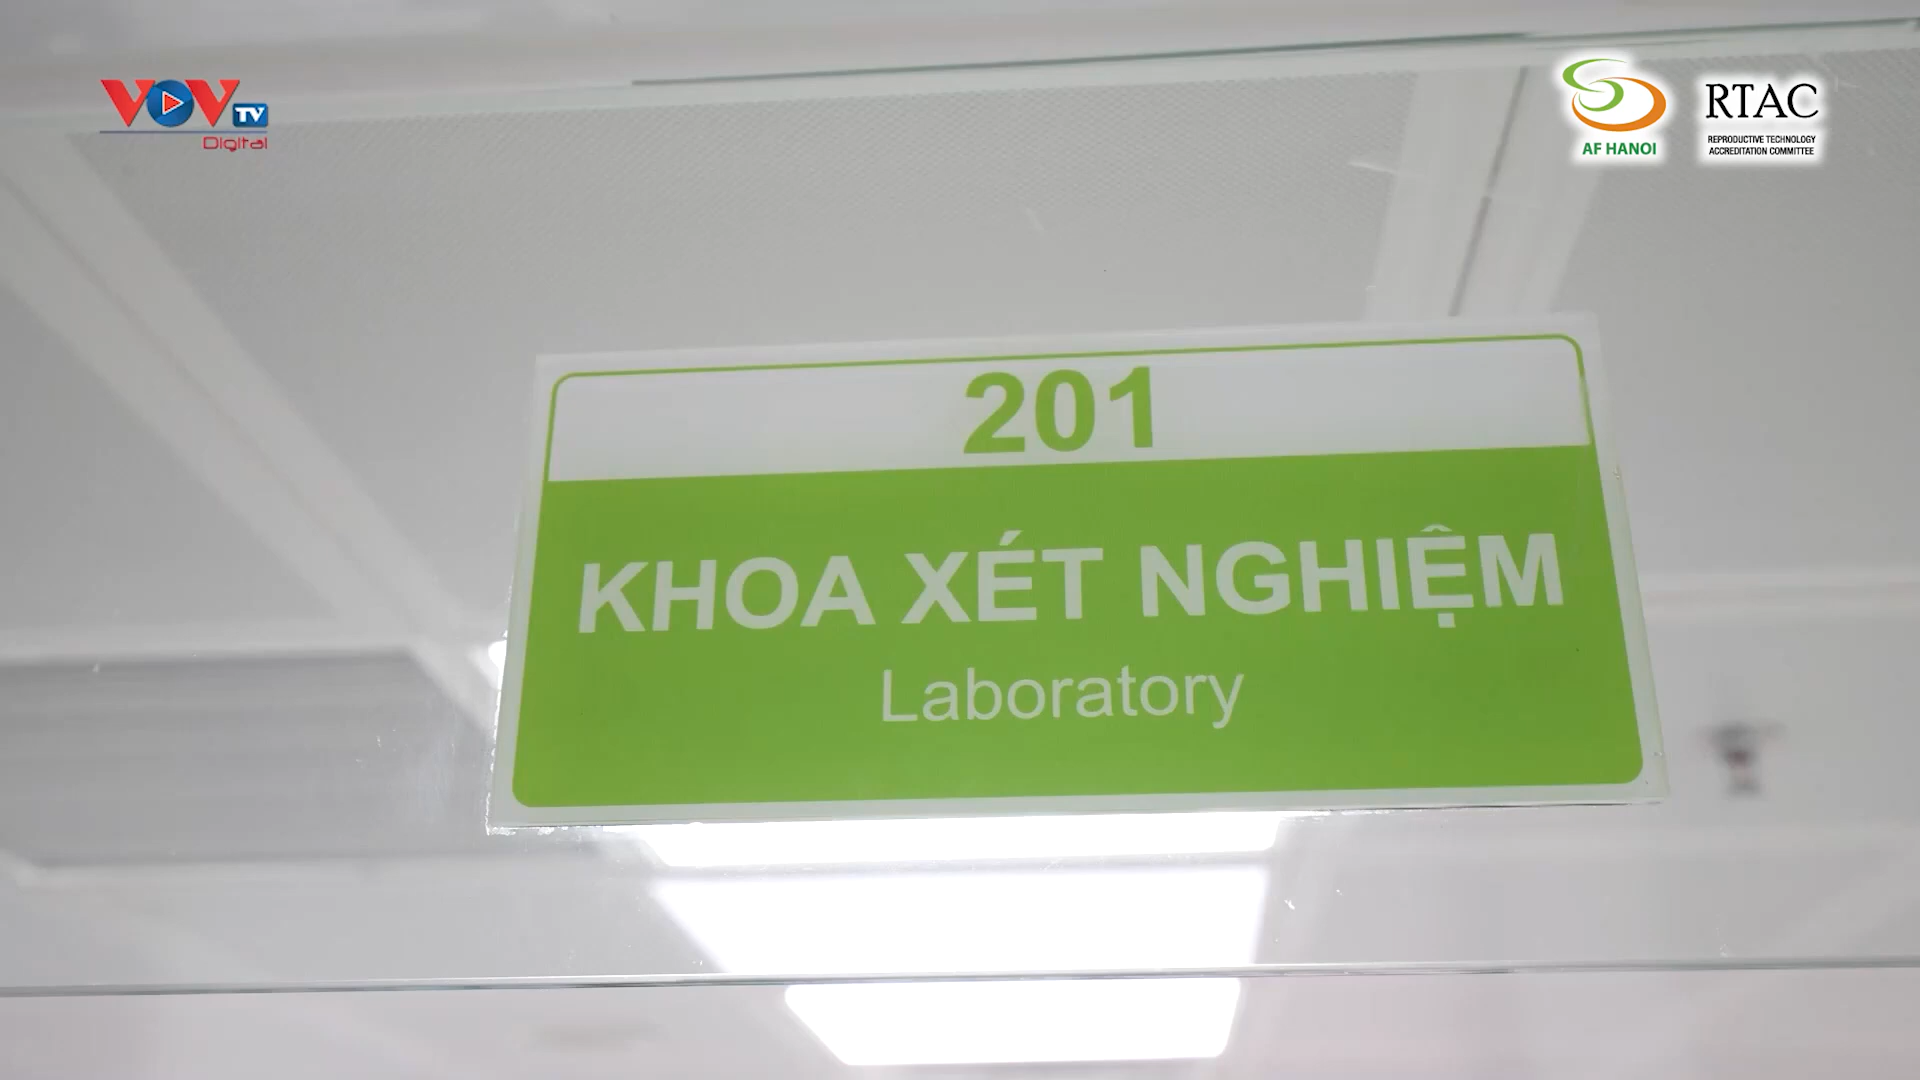 VOV TV
Digital
AF HANOI
RTAC
REPRODUCTIVE TECHNOLOGY
ACCREDITATION COMMITTEE
201
KHOA XÉT NGHIỆM
Laboratory